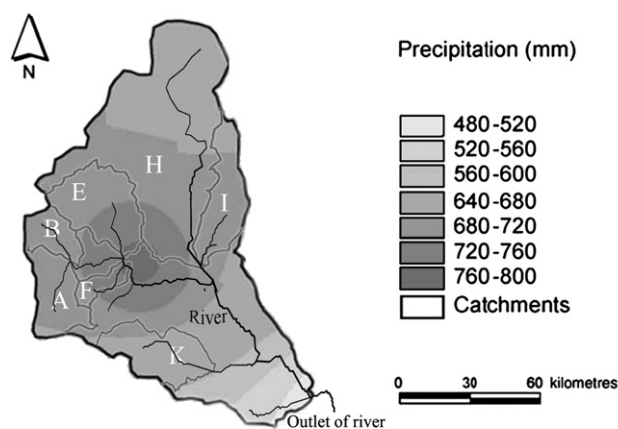 N
Precipitation (mm)
480-520
520-560
560-600
640-680
680-720
720-760
760-800
Catchments
H
E
I
B
A
F
River
K
0 30 60 kilometres
Outlet of river